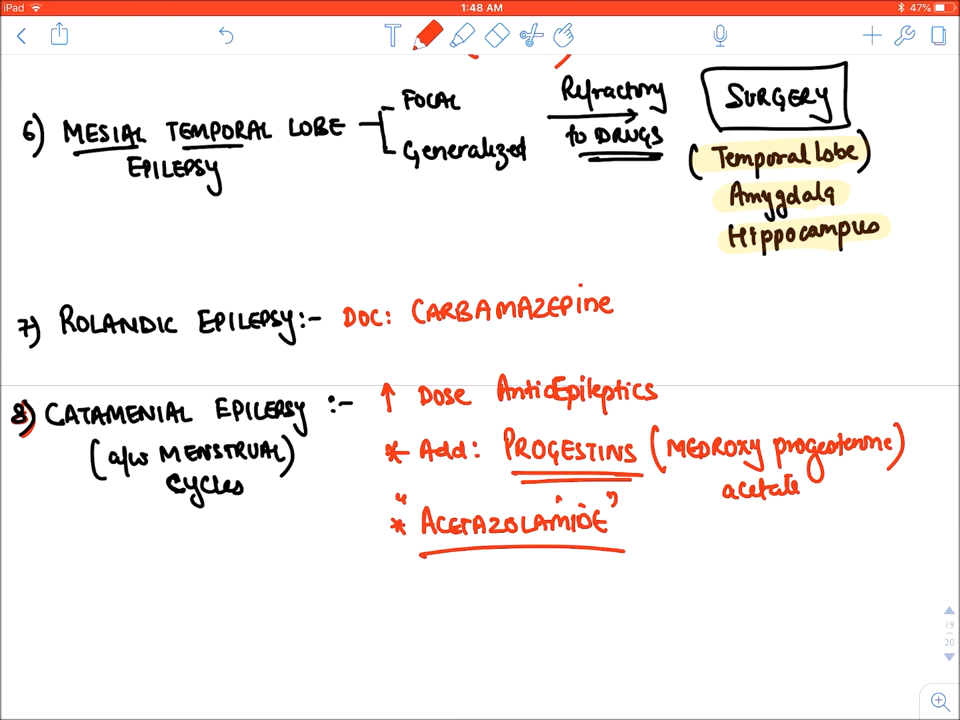 iPad 1:48 AM 47%
T
6) MESIAL TEMPORAL LOBE
EPILEPSY
FOCAL
Generalized
Refractory
to DRUGS
SURGERY
(Temporal lobe)
Amygdala
Hippocampus
7) ROLANDIC EPILEPSY:- DOC: CARBAMAZEPINE
8) CATAMENIAL EPILEPSY :- ↑ Dose AntiEpileptics
(a/w MENSTRUAL)
cycles
* Add: PROGESTINS (MEDROXY progesterone)
acetate
* "ACETAZOLAMIDE"
19
20